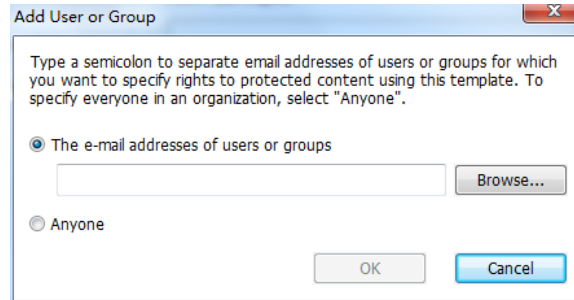 Add User or Group
Type a semicolon to separate email addresses of users or groups for which
you want to specify rights to protected content using this template. To
specify everyone in an organization, select "Anyone".
The e-mail addresses of users or groups
Browse...
Anyone
OK
Cancel